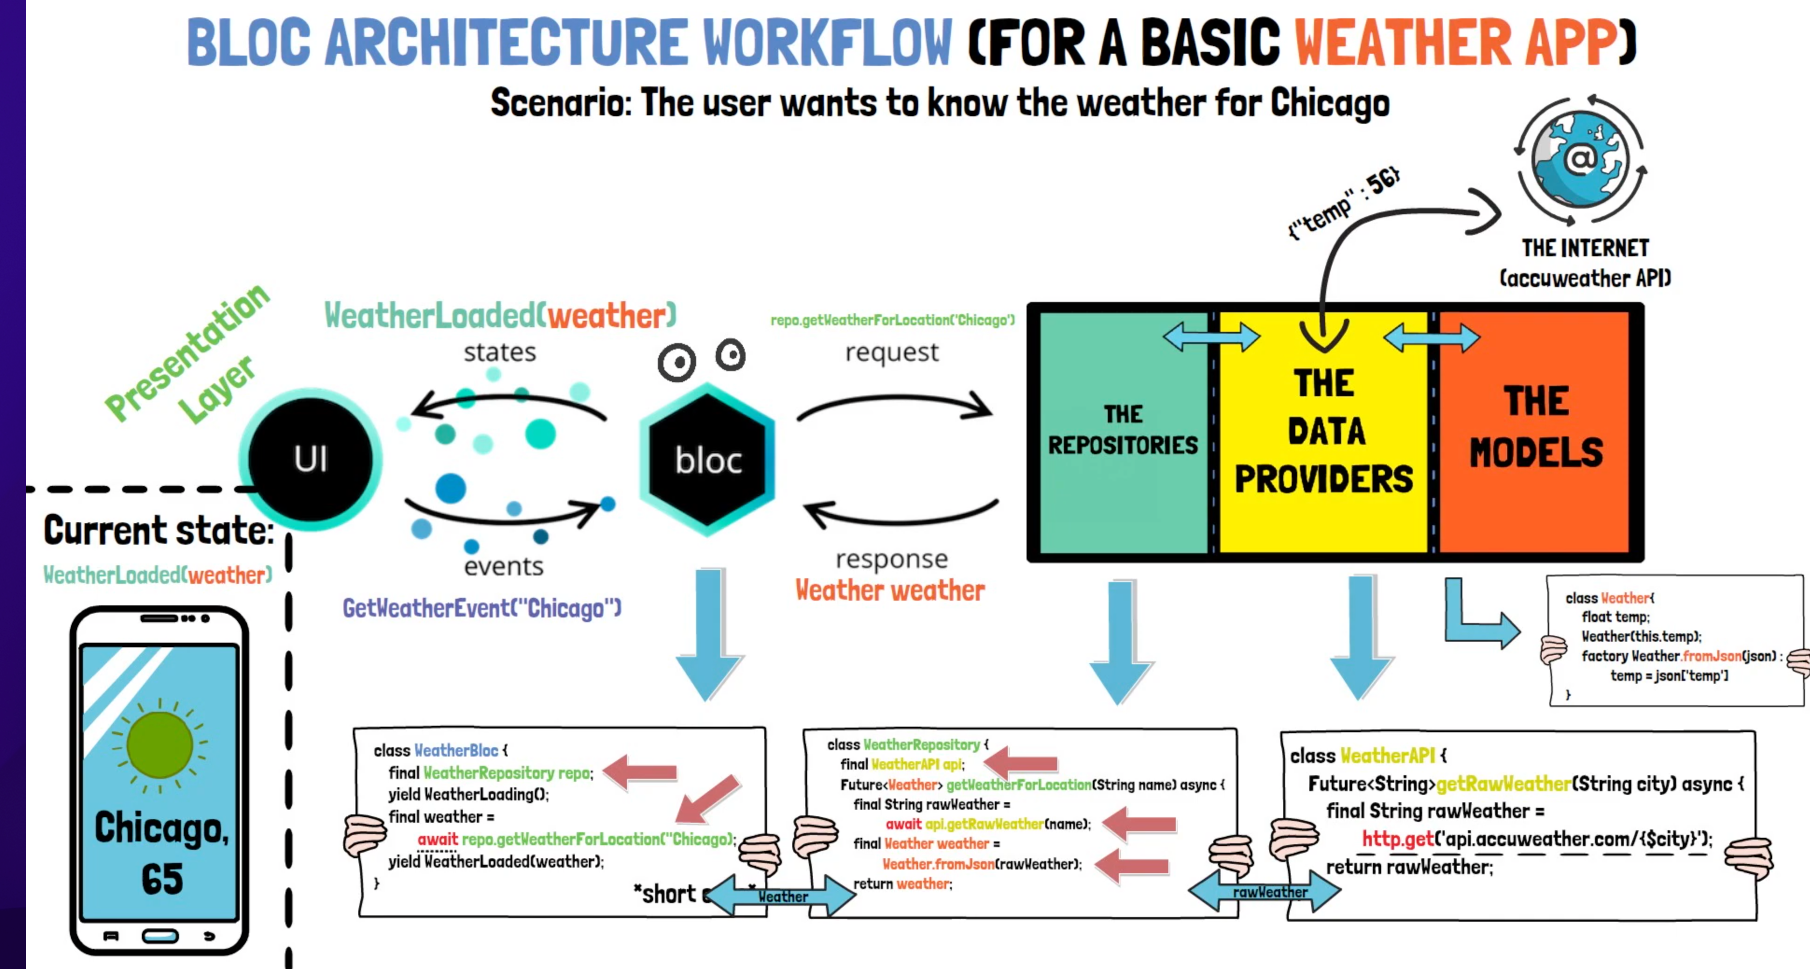 BLOC ARCHITECTURE WORKFLOW (FOR A BASIC WEATHER APP)
Scenario: The user wants to know the weather for Chicago
{"temp" : 56}
@
THE INTERNET
(accuweather API)
Presentation
Layer
WeatherLoaded(weather)
states
repo.getWeatherForLocation('Chicago')
request
UI
bloc
THE
REPOSITORIES
THE
DATA
PROVIDERS
THE
MODELS
events
GetWeatherEvent("Chicago")
response
Weather weather
Current state:
WeatherLoaded(weather)
Chicago,
65
class Weather{
float temp;
Weather(this.temp);
factory Weather.fromJson(json) :
temp = json['temp']
}
class WeatherBloc {
final WeatherRepository repo;
yield WeatherLoading();
final weather =
await repo.getWeatherForLocation("Chicago);
yield WeatherLoaded(weather);
}
*short
Weather
class WeatherRepository {
final WeatherAPI api;
Future<Weather> getWeatherForLocation(String name) async {
final String rawWeather =
await api.getRawWeather(name);
final Weather weather =
Weather.fromJson(rawWeather);
return weather;
rawWeather
class WeatherAPI {
Future<String>getRawWeather(String city) async {
final String rawWeather =
http.get('api.accuweather.com/{$city}');
return rawWeather;